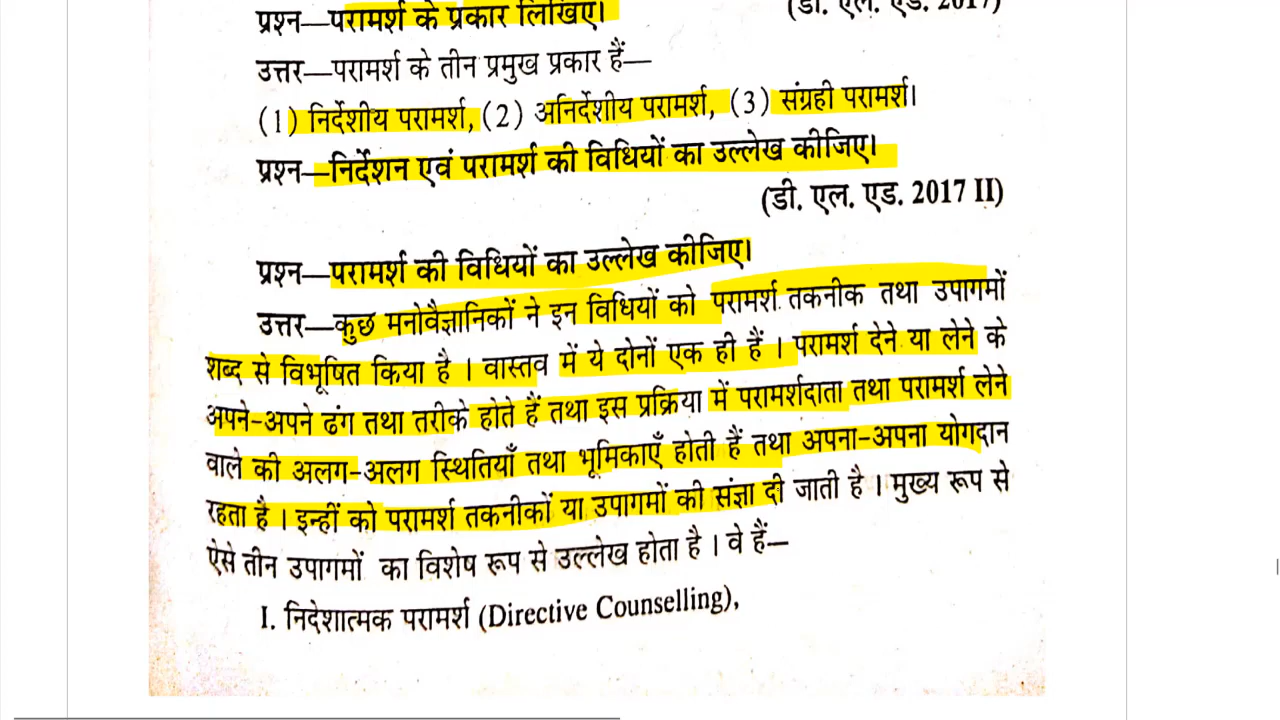 प्रश्न—परामर्श के प्रकार लिखिए।
(डी. एल. एड. 2017)
उत्तर—परामर्श के तीन प्रमुख प्रकार हैं—
(1) निर्देशीय परामर्श, (2) अनिर्देशीय परामर्श, (3) संग्रही परामर्श।
प्रश्न—निर्देशन एवं परामर्श की विधियों का उल्लेख कीजिए।
(डी. एल. एड. 2017 II)
प्रश्न—परामर्श की विधियों का उल्लेख कीजिए।
उत्तर—कुछ मनोवैज्ञानिकों ने इन विधियों को परामर्श तकनीक तथा उपागमों
शब्द से विभूषित किया है । वास्तव में ये दोनों एक ही हैं । परामर्श देने या लेने के
अपने-अपने ढंग तथा तरीके होते हैं तथा इस प्रक्रिया में परामर्शदाता तथा परामर्श लेने
वाले की अलग-अलग स्थितियाँ तथा भूमिकाएँ होती हैं तथा अपना-अपना योगदान
रहता है । इन्हीं को परामर्श तकनीकों या उपागमों की संज्ञा दी जाती है । मुख्य रूप से
ऐसे तीन उपागमों का विशेष रूप से उल्लेख होता है । वे हैं—
I. निदेशात्मक परामर्श (Directive Counselling),